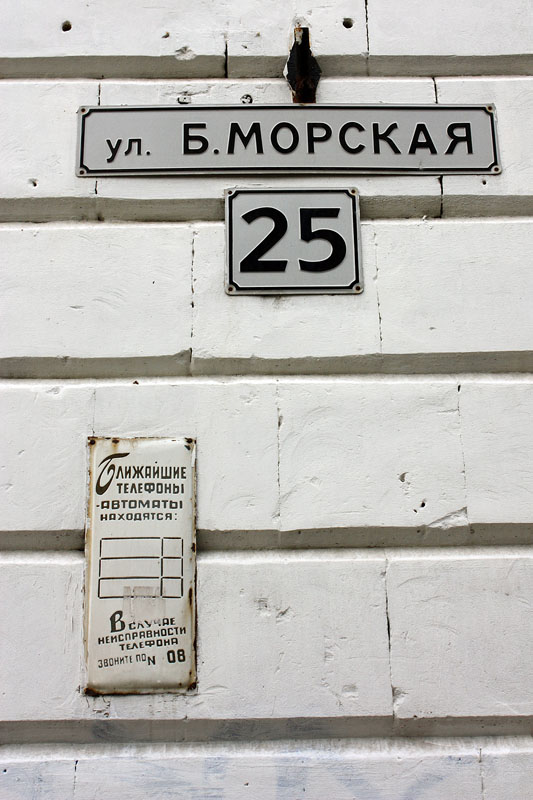 ул. Б.МОРСКАЯ
25
БЛИЖАЙШИЕ
ТЕЛЕФОНЫ
-АВТОМАТЫ
НАХОДЯТСЯ:
В СЛУЧАЕ
НЕИСПРАВНОСТИ
ТЕЛЕФОНА
ЗВОНИТЕ ПО N 08